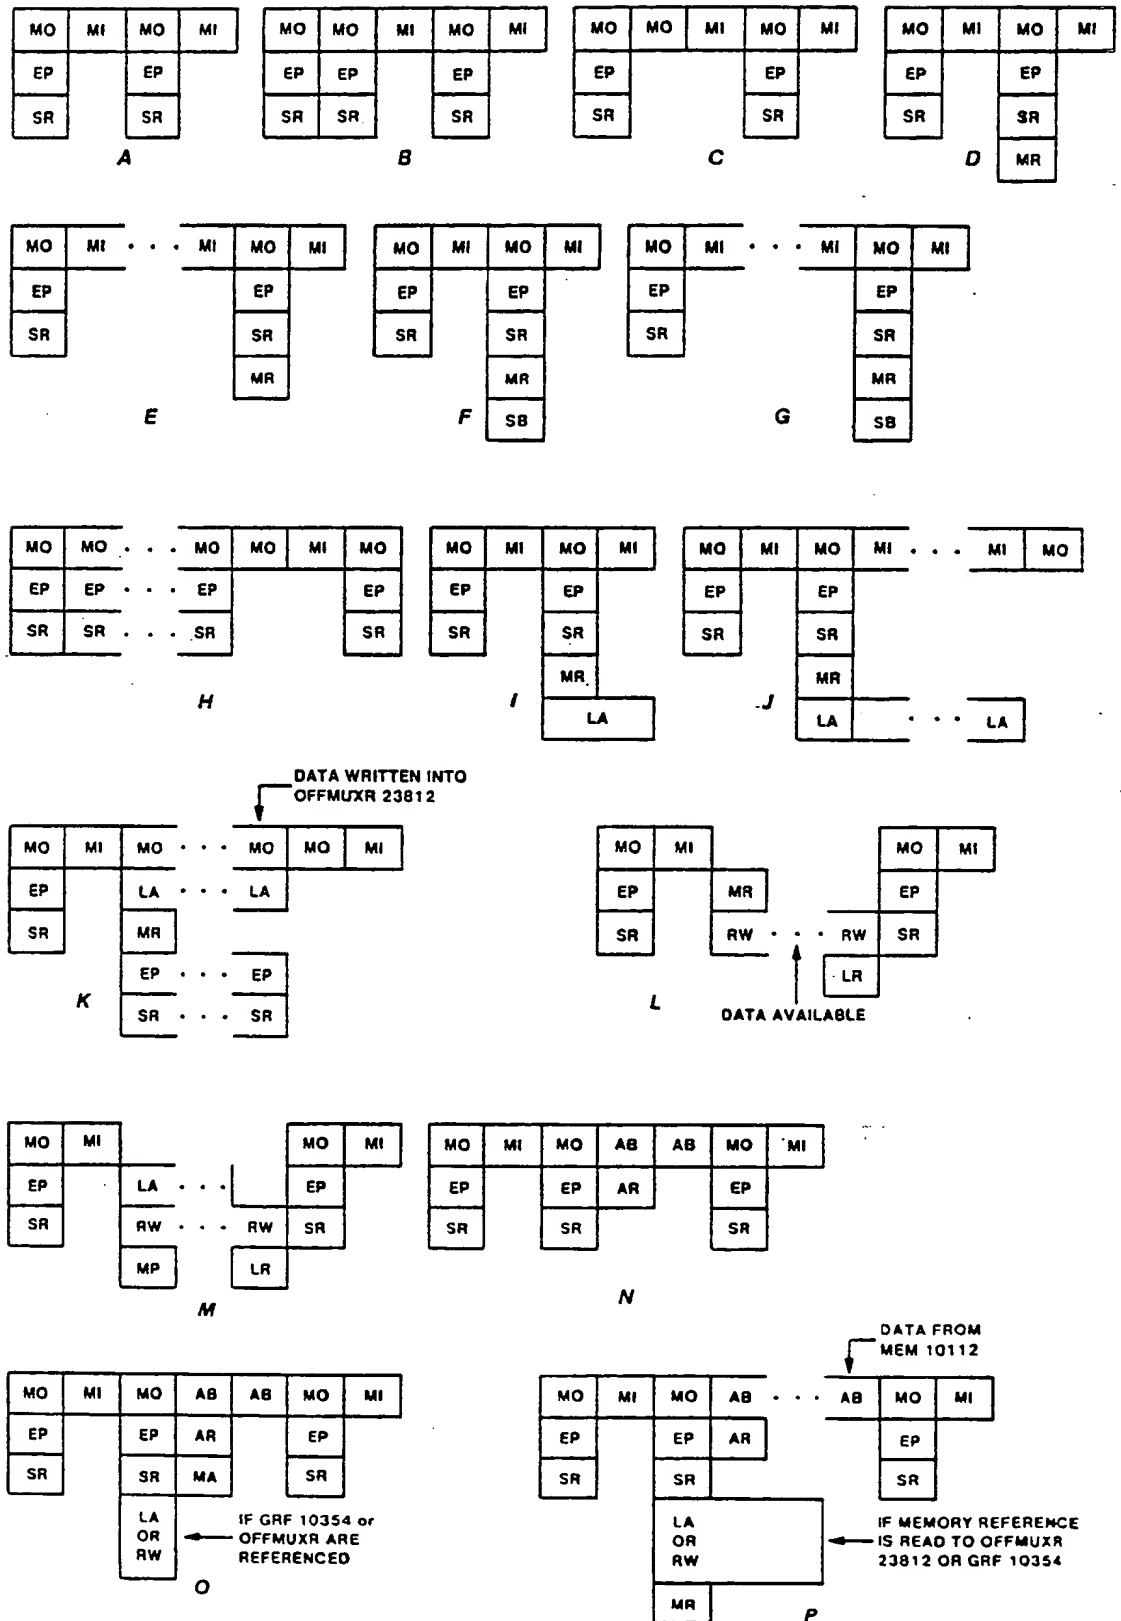 MO MI MO MI
EP EP
SR SR
A
MO MO MI MO MI
EP EP EP
SR SR SR
B
MO MO MI MO MI
EP EP
SR SR
C
MO MI MO MI
EP EP
SR SR
MR
D
MO MI . . . MI MO MI
EP EP
SR SR
MR
E
MO MI MO MI
EP EP
SR SR
MR
SB
F
MO MI . . . MI MO MI
EP EP
SR SR
MR
SB
G
MO MO . . . MO MO MI MO
EP EP . . . EP EP
SR SR . . . SR SR
H
MO MI MO MI
EP EP
SR SR
MR
LA
I
MO MI MO MI . . . MI MO
EP EP
SR SR
MR
LA . . . LA
J
DATA WRITTEN INTO
OFFMUXR 23812
MO MI MO . . . MO MO MI
EP LA . . . LA
SR MR
EP . . . EP
SR . . . SR
K
MO MI MO MI
EP MR EP
SR RW . . . RW SR
LR
DATA AVAILABLE
L
MO MI MO MI
EP LA . . . EP
SR RW . . . RW SR
MP LR
M
MO MI MO AB AB MO MI
EP EP AR EP
SR SR SR
N
MO MI MO AB AB MO MI
EP EP AR EP
SR SR MA SR
LA
OR
RW
IF GRF 10354 or
OFFMUXR ARE
REFERENCED
O
DATA FROM
MEM 10112
MO MI MO AB . . . AB MO MI
EP EP AR EP
SR SR SR
LA
OR
RW
IF MEMORY REFERENCE
IS READ TO OFFMUXR
23812 OR GRF 10354
MR
P